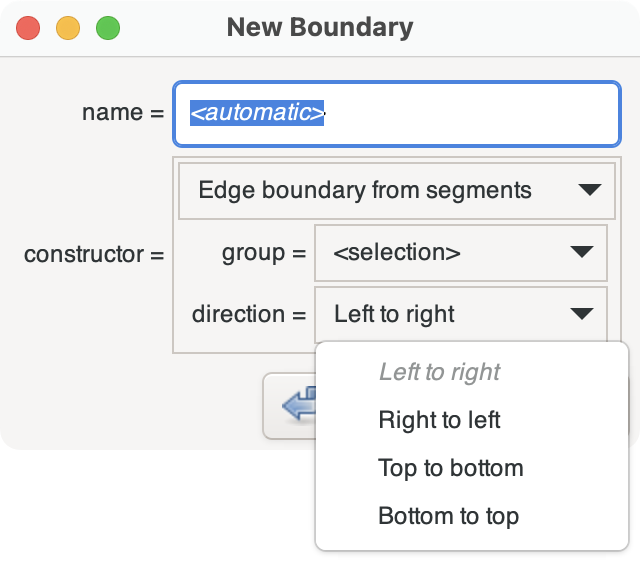 New Boundary
name = <automatic>
Edge boundary from segments
constructor =
group = <selection>
direction = Left to right
Left to right
Right to left
Top to bottom
Bottom to top